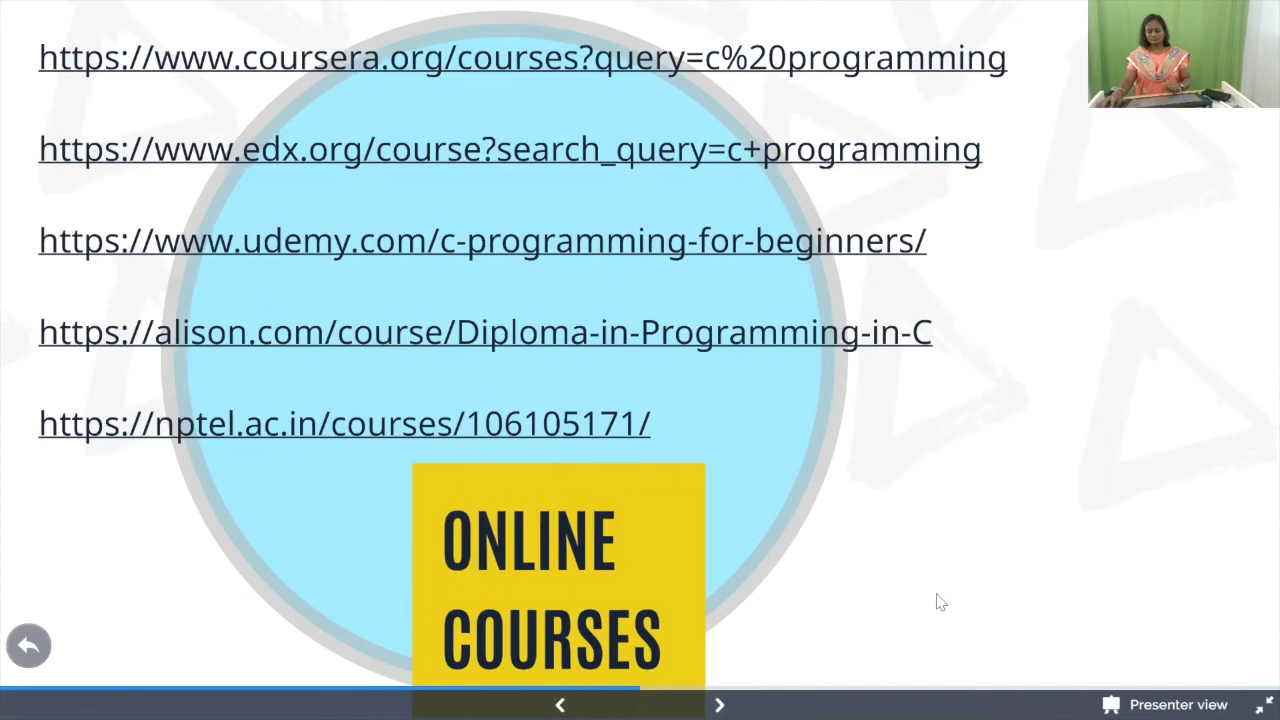 https://www.coursera.org/courses?query=c%20programming
https://www.edx.org/course?search_query=c+programming
https://www.udemy.com/c-programming-for-beginners/
https://alison.com/course/Diploma-in-Programming-in-C
https://nptel.ac.in/courses/106105171/
ONLINE
COURSES
Presenter view